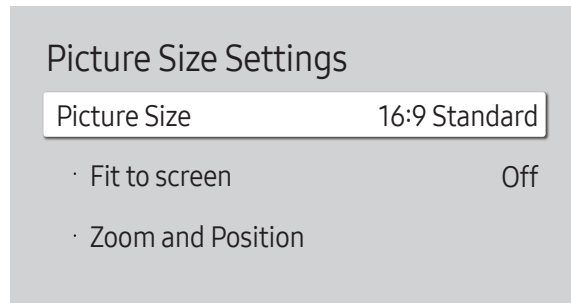 Picture Size Settings
Picture Size 16:9 Standard
· Fit to screen Off
· Zoom and Position